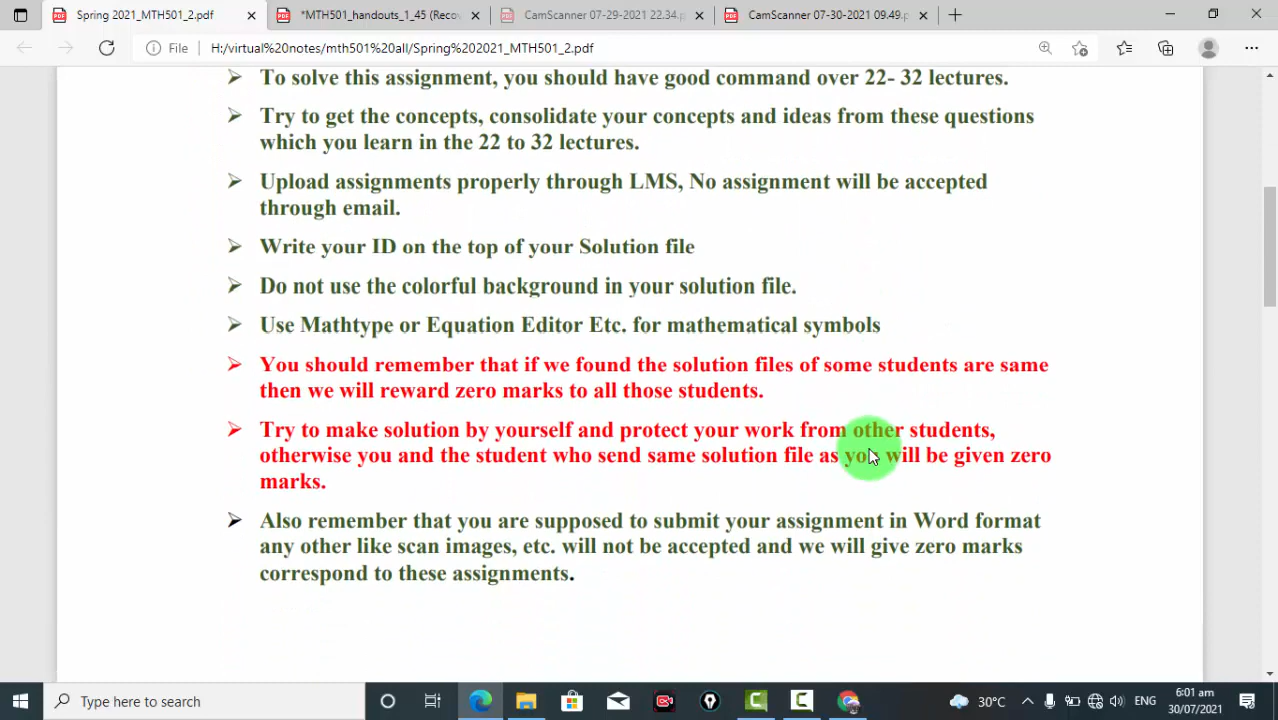 Spring 2021_MTH501_2.pdf
*MTH501_handouts_1_45 (Recov
CamScanner 07-29-2021 22.34.p
CamScanner 07-30-2021 09.49.p
File
H:/virtual%20notes/mth501%20all/Spring%202021_MTH501_2.pdf
➢ To solve this assignment, you should have good command over 22- 32 lectures.
➢ Try to get the concepts, consolidate your concepts and ideas from these questions
which you learn in the 22 to 32 lectures.
➢ Upload assignments properly through LMS, No assignment will be accepted
through email.
➢ Write your ID on the top of your Solution file
➢ Do not use the colorful background in your solution file.
➢ Use Mathtype or Equation Editor Etc. for mathematical symbols
➢ You should remember that if we found the solution files of some students are same
then we will reward zero marks to all those students.
➢ Try to make solution by yourself and protect your work from other students,
otherwise you and the student who send same solution file as you will be given zero
marks.
➢ Also remember that you are supposed to submit your assignment in Word format
any other like scan images, etc. will not be accepted and we will give zero marks
correspond to these assignments.
Type here to search
30°C
ENG
6:01 am
30/07/2021